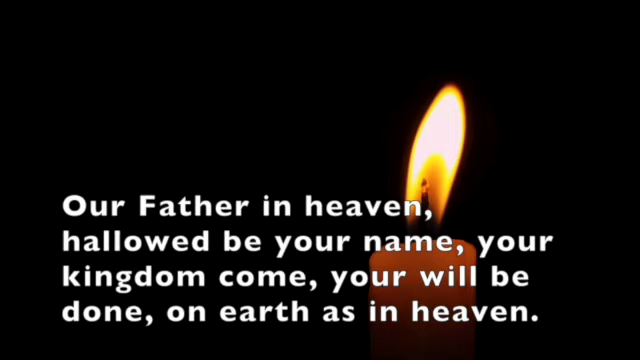 Our Father in heaven,
hallowed be your name, your
kingdom come, your will be
done, on earth as in heaven.